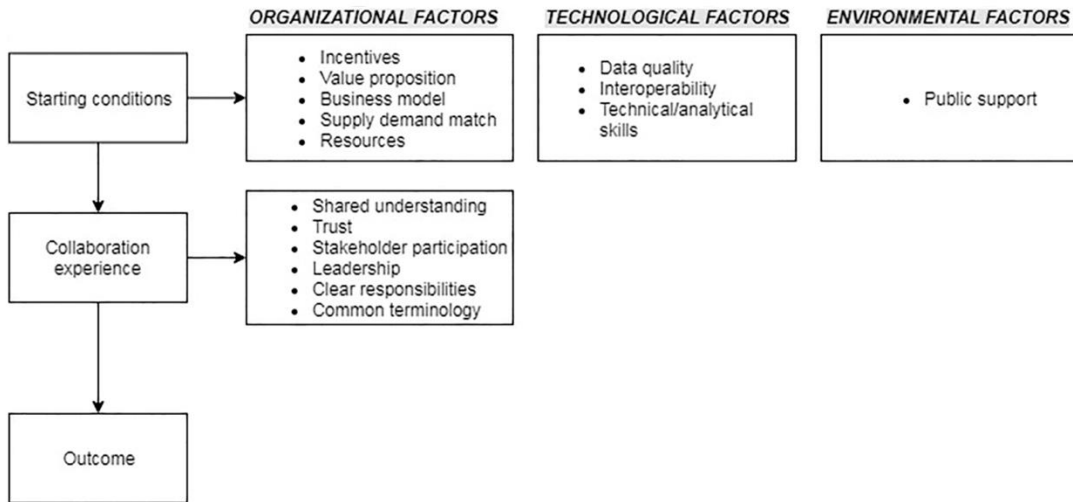 ORGANIZATIONAL FACTORS
TECHNOLOGICAL FACTORS
ENVIRONMENTAL FACTORS
Starting conditions
• Incentives
• Value proposition
• Business model
• Supply demand match
• Resources
• Data quality
• Interoperability
• Technical/analytical
skills
• Public support
Collaboration
experience
• Shared understanding
• Trust
• Stakeholder participation
• Leadership
• Clear responsibilities
• Common terminology
Outcome